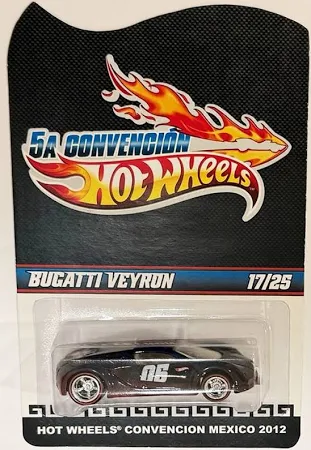 5A CONVENCIÓN
HOT WHEELS
BUGATTI VEYRON 17/25
06
HOT WHEELS® CONVENCION MEXICO 2012